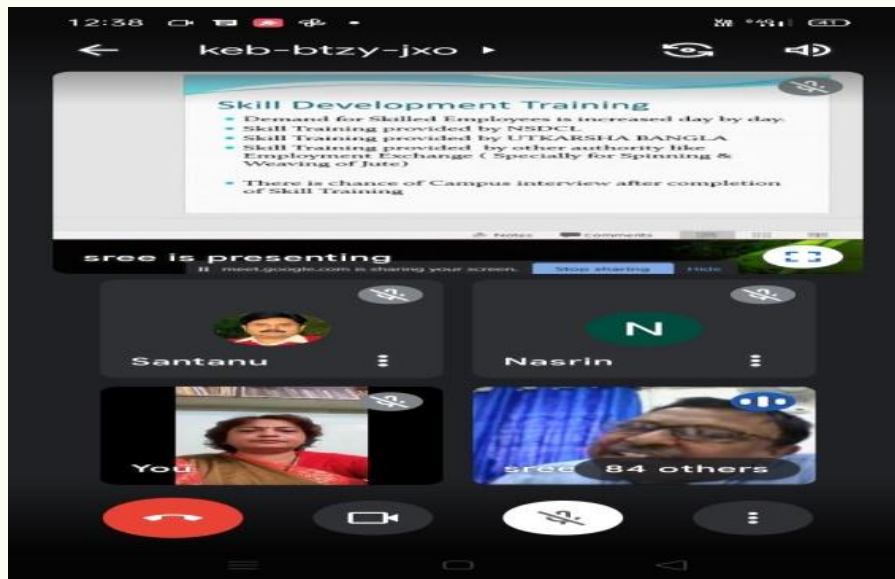 12:38
41
keb-btzy-jxo
Skill Development Training
Demand for Skilled Employees is increased day by day.
Skill Training provided by NSDCL
Skill Training provided by UTKARSHA BANGLA
Skill Training provided by other authority like
Employment Exchange ( Specially for Spinning &
Weaving of Jute)
There is chance of Campus interview after completion
of Skill Training
Notes Comments
sree is presenting
meet.google.com is sharing your screen. Stop sharing Hide
Santanu
N
Nasrin
You
sree 84 others